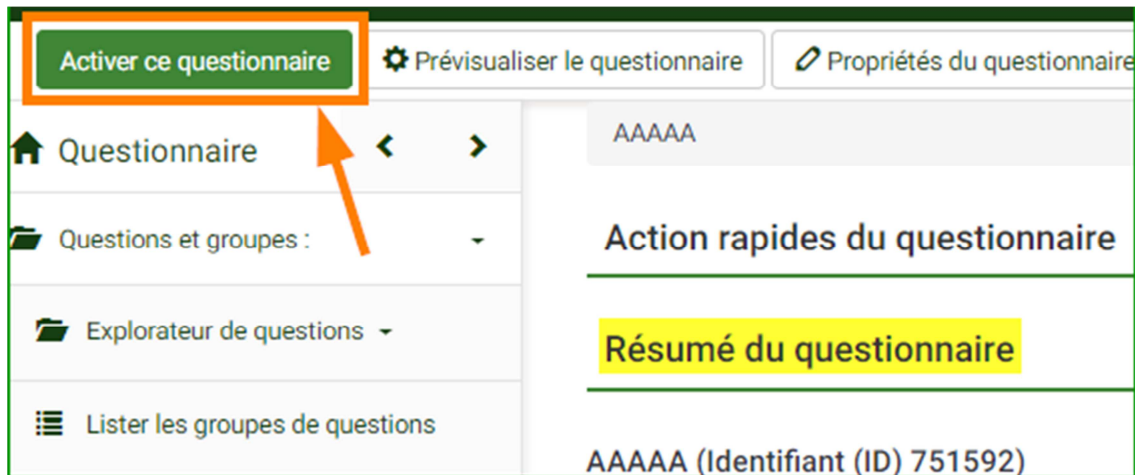 Activer ce questionnaire
Prévisualiser le questionnaire
Propriétés du questionnaire
Questionnaire
AAAAA
Questions et groupes :
Action rapides du questionnaire
Explorateur de questions
Résumé du questionnaire
Lister les groupes de questions
AAAAA (Identifiant (ID) 751592)